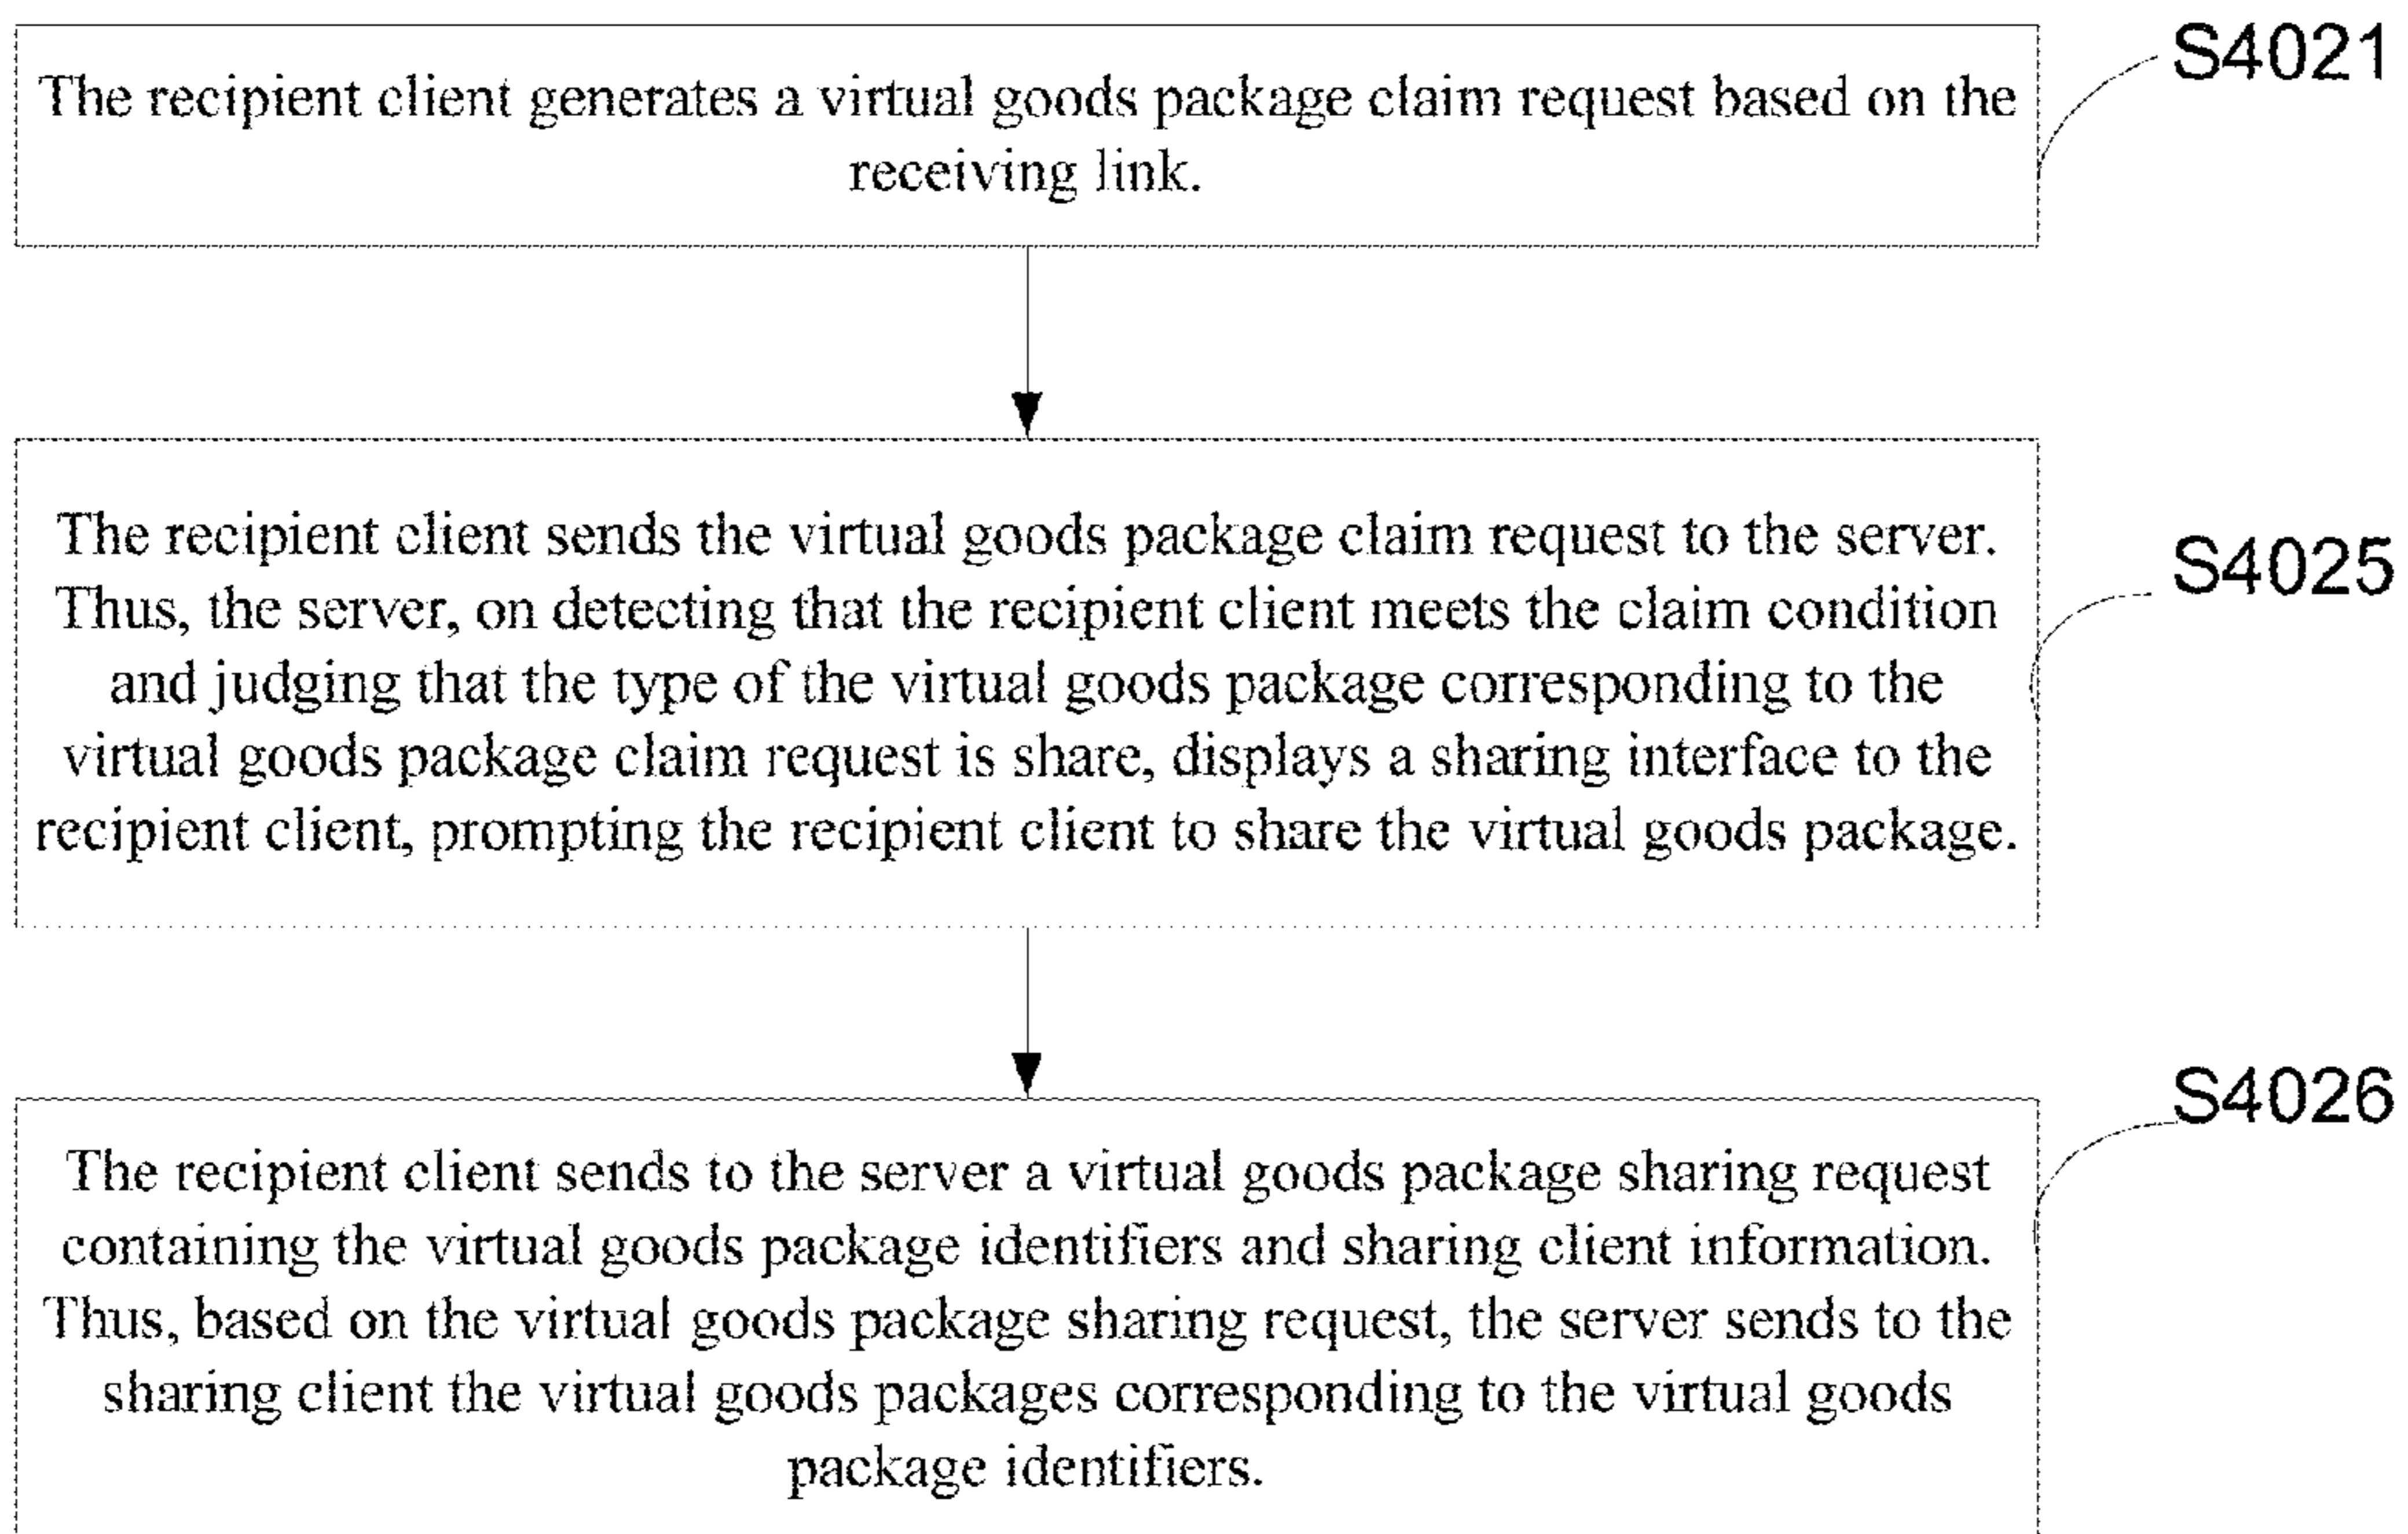 The recipient client generates a virtual goods package claim request based on the
receiving link.
S4021
The recipient client sends the virtual goods package claim request to the server.
Thus, the server, on detecting that the recipient client meets the claim condition
and judging that the type of the virtual goods package corresponding to the
virtual goods package claim request is share, displays a sharing interface to the
recipient client, prompting the recipient client to share the virtual goods package.
S4025
The recipient client sends to the server a virtual goods package sharing request
containing the virtual goods package identifiers and sharing client information.
Thus, based on the virtual goods package sharing request, the server sends to the
sharing client the virtual goods packages corresponding to the virtual goods
package identifiers.
S4026